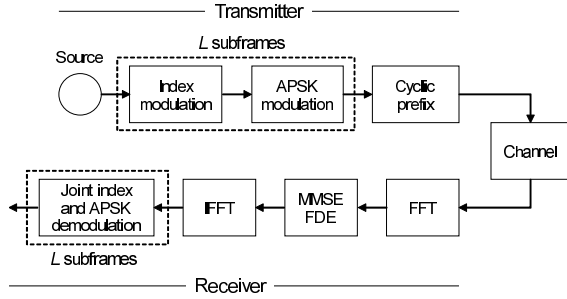 Transmitter
L subframes
Source
Index
modulation
APSK
modulation
Cyclic
prefix
Channel
Joint index
and APSK
demodulation
IFFT
MMSE
FDE
FFT
L subframes
Receiver